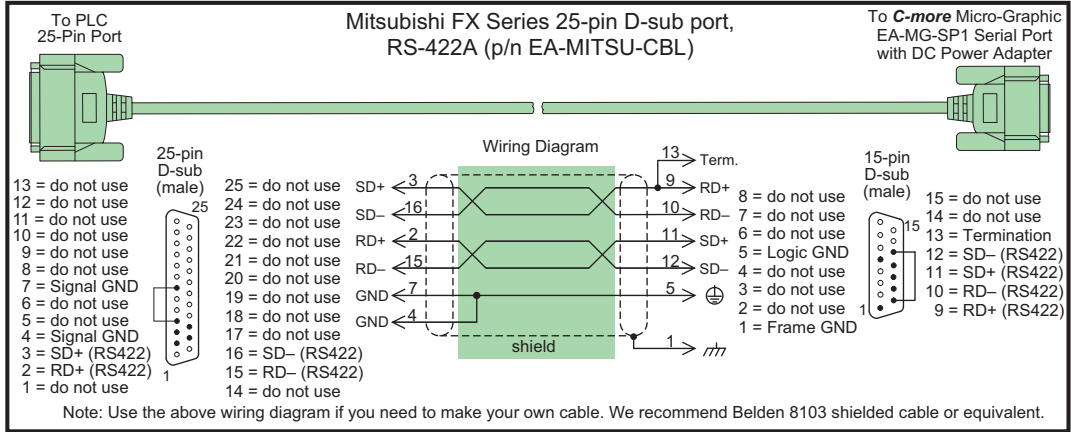 To PLC
25-Pin Port
Mitsubishi FX Series 25-pin D-sub port,
RS-422A (p/n EA-MITSU-CBL)
To C-more Micro-Graphic
EA-MG-SP1 Serial Port
with DC Power Adapter
25-pin
D-sub
(male)
13 = do not use
12 = do not use
11 = do not use
10 = do not use
9 = do not use
8 = do not use
7 = Signal GND
6 = do not use
5 = do not use
4 = Signal GND
3 = SD+ (RS422)
2 = RD+ (RS422)
1 = do not use
25
1
25 = do not use
24 = do not use
23 = do not use
22 = do not use
21 = do not use
20 = do not use
19 = do not use
18 = do not use
17 = do not use
16 = SD– (RS422)
15 = RD– (RS422)
14 = do not use
Wiring Diagram
13 Term.
SD+ 3 9 RD+
SD– 16 10 RD–
RD+ 2 11 SD+
RD– 15 12 SD–
GND 7 5
GND 4
shield
1
8 = do not use
7 = do not use
6 = do not use
5 = Logic GND
4 = do not use
3 = do not use
2 = do not use
1 = Frame GND
15-pin
D-sub
(male)
15
1
15 = do not use
14 = do not use
13 = Termination
12 = SD– (RS422)
11 = SD+ (RS422)
10 = RD– (RS422)
9 = RD+ (RS422)
Note: Use the above wiring diagram if you need to make your own cable. We recommend Belden 8103 shielded cable or equivalent.